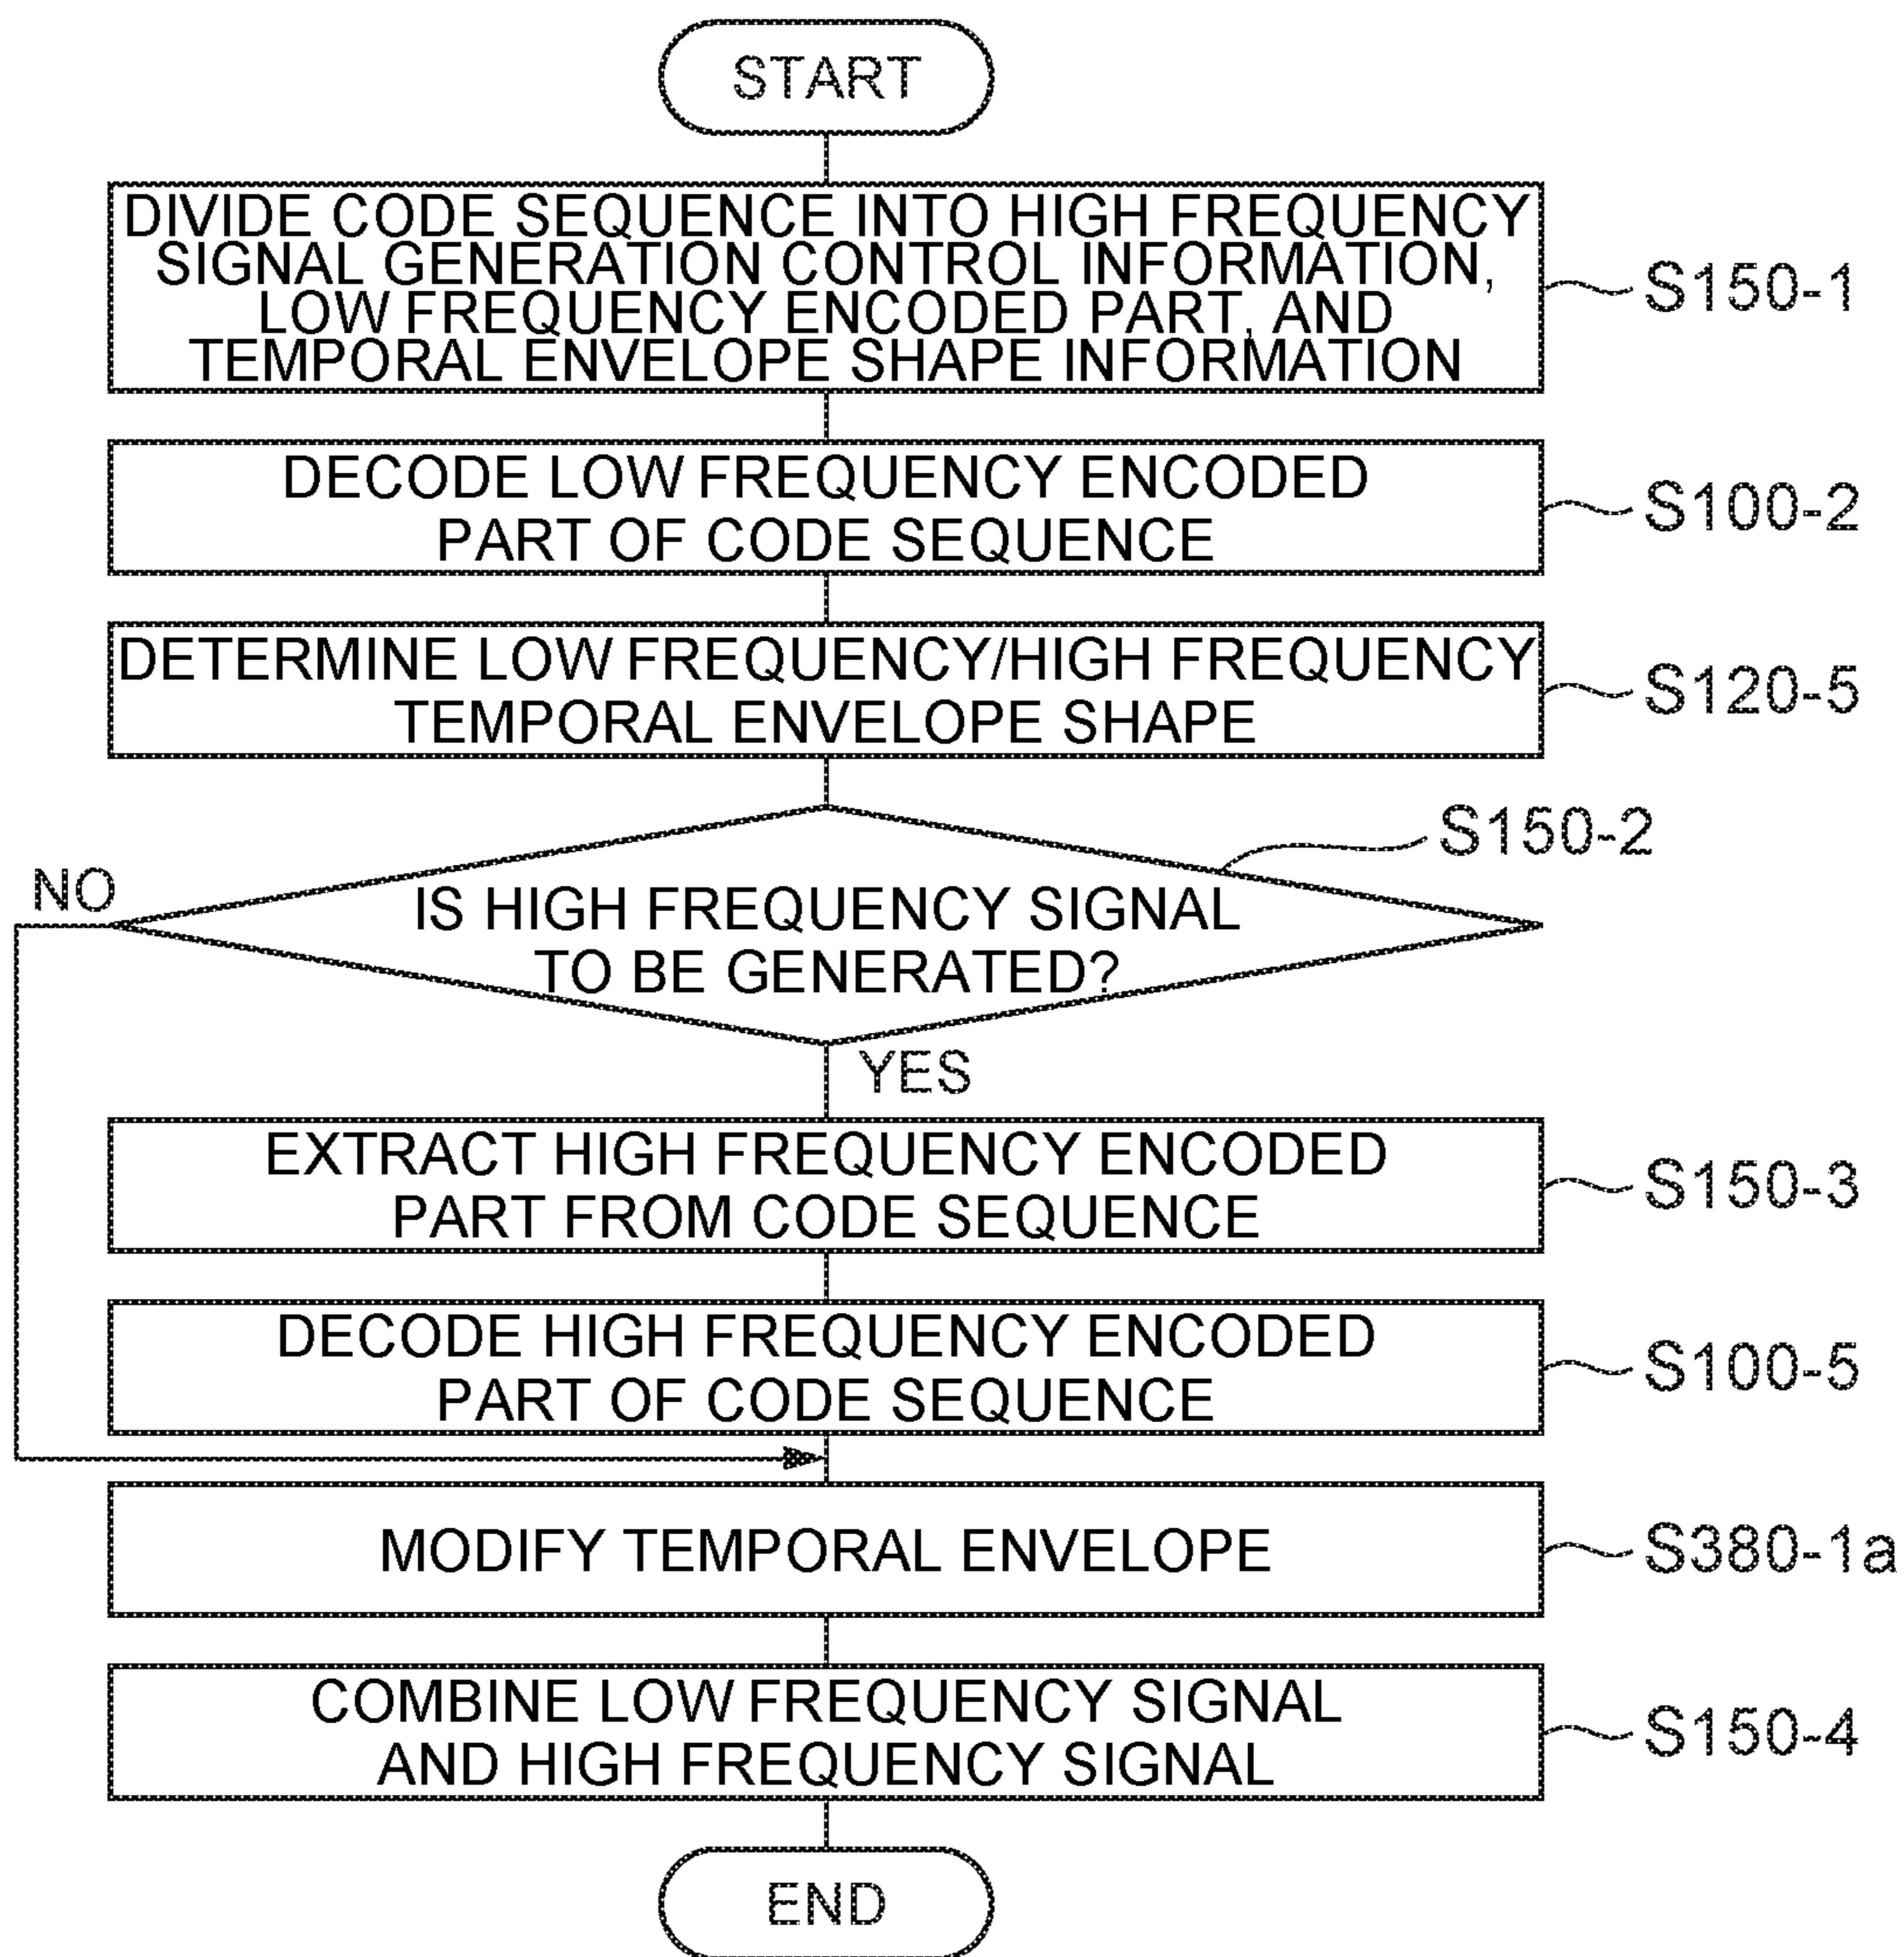 START
DIVIDE CODE SEQUENCE INTO HIGH FREQUENCY
SIGNAL GENERATION CONTROL INFORMATION,
LOW FREQUENCY ENCODED PART, AND
TEMPORAL ENVELOPE SHAPE INFORMATION
S150-1
DECODE LOW FREQUENCY ENCODED
PART OF CODE SEQUENCE
S100-2
DETERMINE LOW FREQUENCY/HIGH FREQUENCY
TEMPORAL ENVELOPE SHAPE
S120-5
S150-2
NO
IS HIGH FREQUENCY SIGNAL
TO BE GENERATED?
YES
EXTRACT HIGH FREQUENCY ENCODED
PART FROM CODE SEQUENCE
S150-3
DECODE HIGH FREQUENCY ENCODED
PART OF CODE SEQUENCE
S100-5
MODIFY TEMPORAL ENVELOPE
S380-1a
COMBINE LOW FREQUENCY SIGNAL
AND HIGH FREQUENCY SIGNAL
S150-4
END